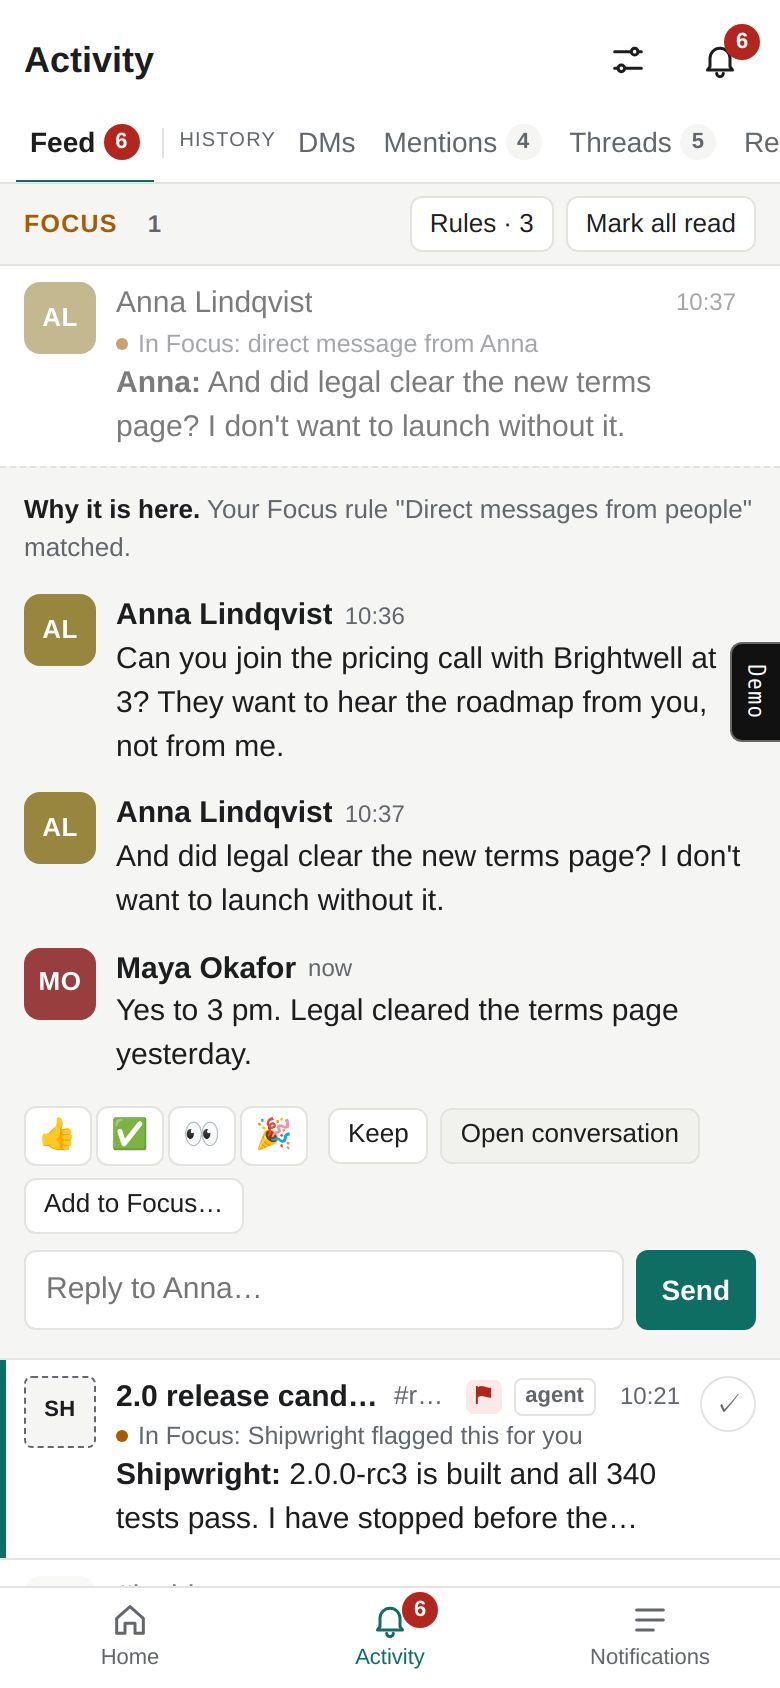 Activity
6
Feed 6 HISTORY DMs Mentions 4 Threads 5 Re
FOCUS 1 Rules · 3 Mark all read
AL Anna Lindqvist 10:37
In Focus: direct message from Anna
Anna: And did legal clear the new terms
page? I don't want to launch without it.
Why it is here. Your Focus rule "Direct messages from people"
matched.
AL Anna Lindqvist 10:36
Can you join the pricing call with Brightwell at
3? They want to hear the roadmap from you,
not from me.
Demo
AL Anna Lindqvist 10:37
And did legal clear the new terms page? I don't
want to launch without it.
MO Maya Okafor now
Yes to 3 pm. Legal cleared the terms page
yesterday.
Keep Open conversation
Add to Focus…
Reply to Anna… Send
SH 2.0 release cand… #r… agent 10:21
In Focus: Shipwright flagged this for you
Shipwright: 2.0.0-rc3 is built and all 340
tests pass. I have stopped before the…
6
Home Activity Notifications